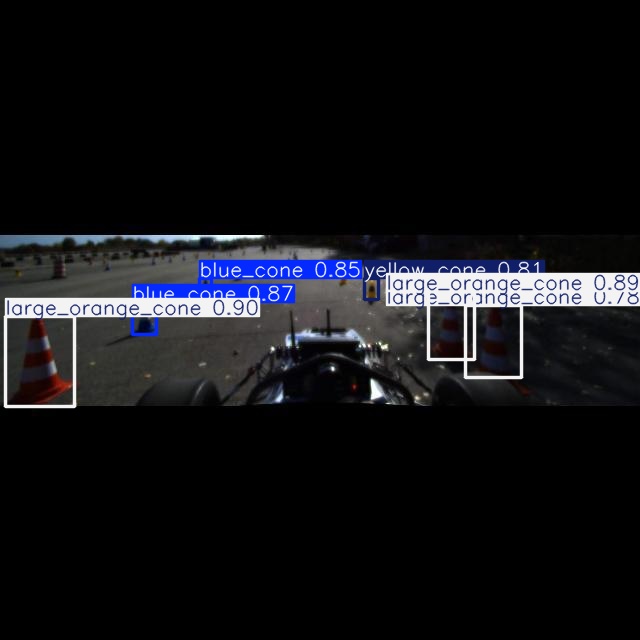 blue_cone 0.85
yellow_cone 0.81
large_orange_cone 0.89
large_orange_cone 0.78
blue_cone 0.87
large_orange_cone 0.90